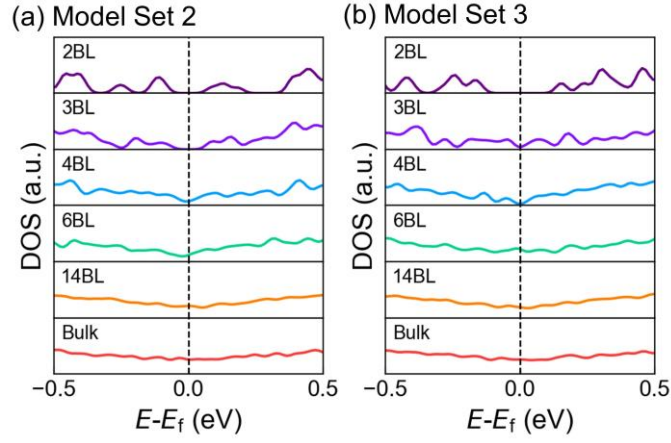 (a) Model Set 2
2BL
3BL
4BL
6BL
14BL
Bulk
DOS (a.u.)
−0.5 0.0 0.5
E-Ef (eV)
(b) Model Set 3
2BL
3BL
4BL
6BL
14BL
Bulk
DOS (a.u.)
−0.5 0.0 0.5
E-Ef (eV)